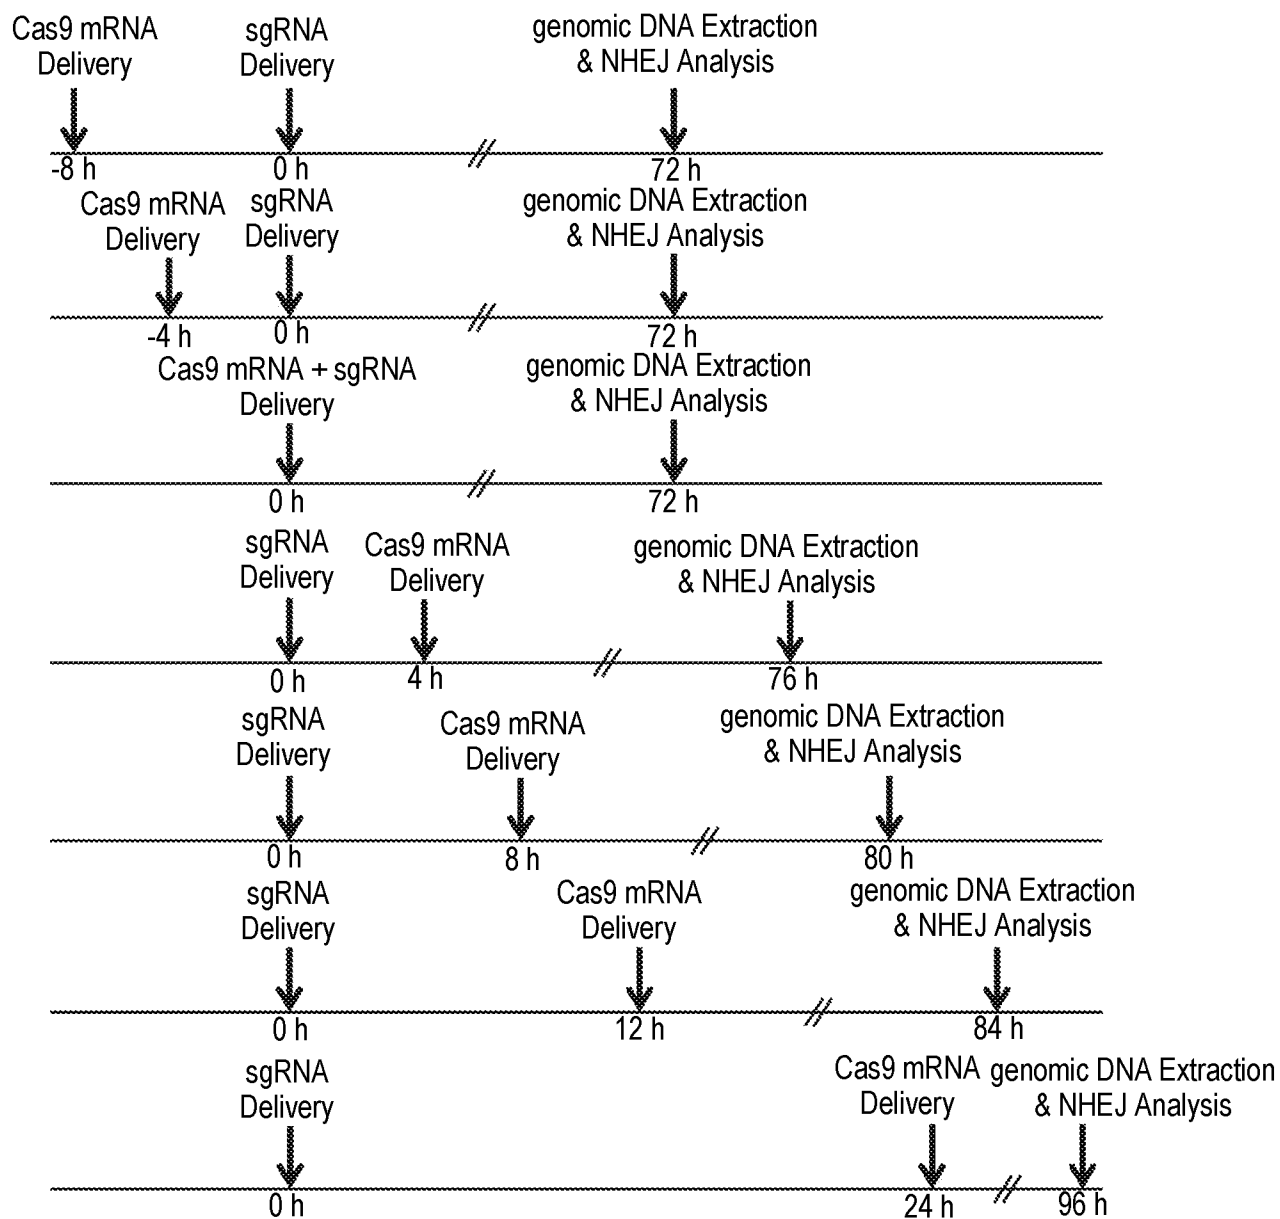 Cas9 mRNA
Delivery
sgRNA
Delivery
genomic DNA Extraction
& NHEJ Analysis
-8 h
0 h
72 h
Cas9 mRNA
Delivery
sgRNA
Delivery
genomic DNA Extraction
& NHEJ Analysis
-4 h
0 h
72 h
Cas9 mRNA + sgRNA
Delivery
genomic DNA Extraction
& NHEJ Analysis
0 h
72 h
sgRNA
Delivery
Cas9 mRNA
Delivery
genomic DNA Extraction
& NHEJ Analysis
0 h
4 h
76 h
sgRNA
Delivery
Cas9 mRNA
Delivery
genomic DNA Extraction
& NHEJ Analysis
0 h
8 h
80 h
sgRNA
Delivery
Cas9 mRNA
Delivery
genomic DNA Extraction
& NHEJ Analysis
0 h
12 h
84 h
sgRNA
Delivery
Cas9 mRNA
Delivery
genomic DNA Extraction
& NHEJ Analysis
0 h
24 h
96 h